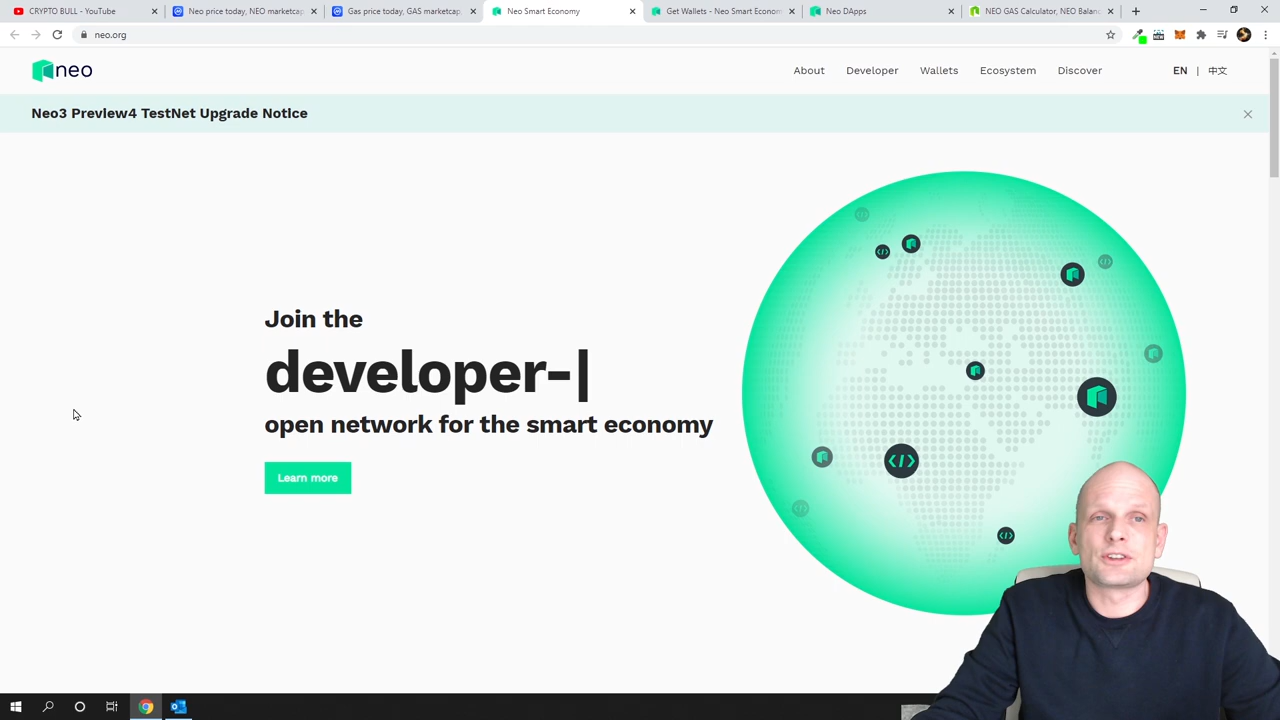 CRYPTO BULL - YouTube
Neo price today, NEO marketcap
Gas price today, GAS marketcap
Neo Smart Economy
Get Wallets - Neo Smart Econom
Neo DApps
NEO GAS Calculator, NEO Balanc
neo.org
neo
About
Developer
Wallets
Ecosystem
Discover
EN | 中文
Neo3 Preview4 TestNet Upgrade Notice
Join the
developer-|
open network for the smart economy
Learn more